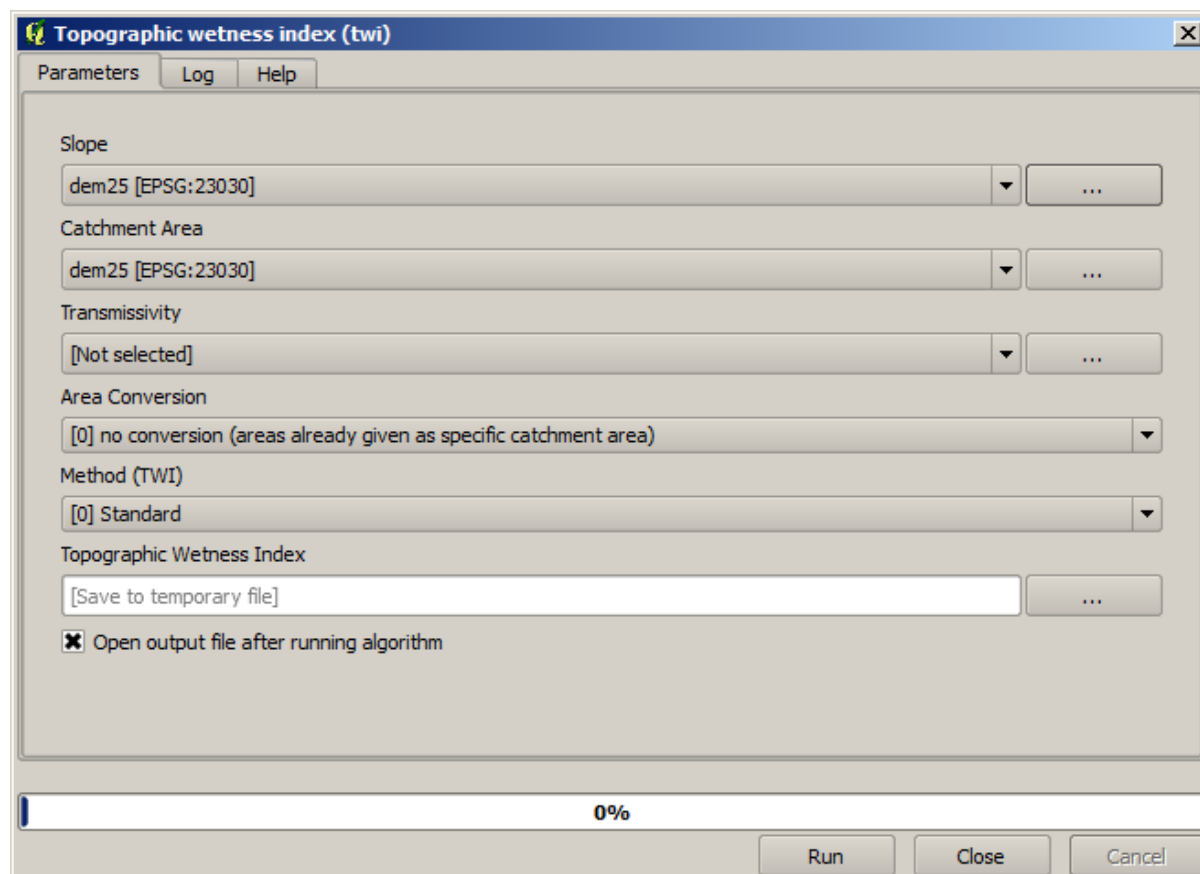 Topographic wetness index (twi)
Parameters Log Help
Slope
dem25 [EPSG:23030]
...
Catchment Area
dem25 [EPSG:23030]
...
Transmissivity
[Not selected]
...
Area Conversion
[0] no conversion (areas already given as specific catchment area)
Method (TWI)
[0] Standard
Topographic Wetness Index
[Save to temporary file]
...
Open output file after running algorithm
0%
Run Close Cancel